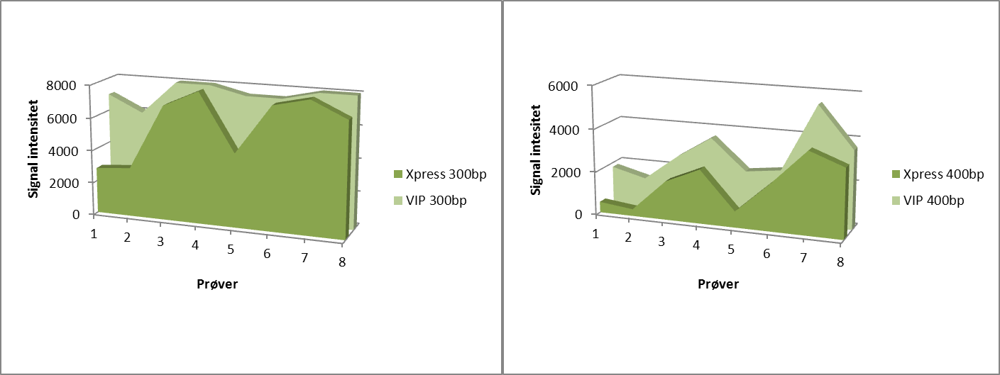 8000
6000
4000
2000
0
Signal intensitet
1 2 3 4 5 6 7 8
Prøver
Xpress 300bp
VIP 300bp
6000
4000
2000
0
Signal intesitet
1 2 3 4 5 6 7 8
Prøver
Xpress 400bp
VIP 400bp